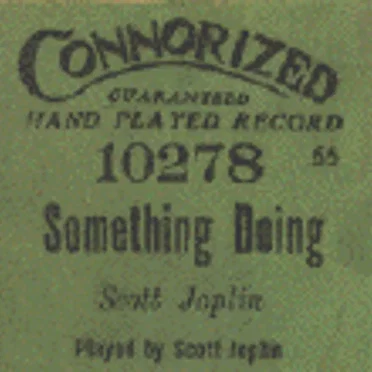 CONNORIZED
GUARANTEED
HAND PLAYED RECORD
10278 55
Something Doing
Scott Joplin
Played by Scott Joplin